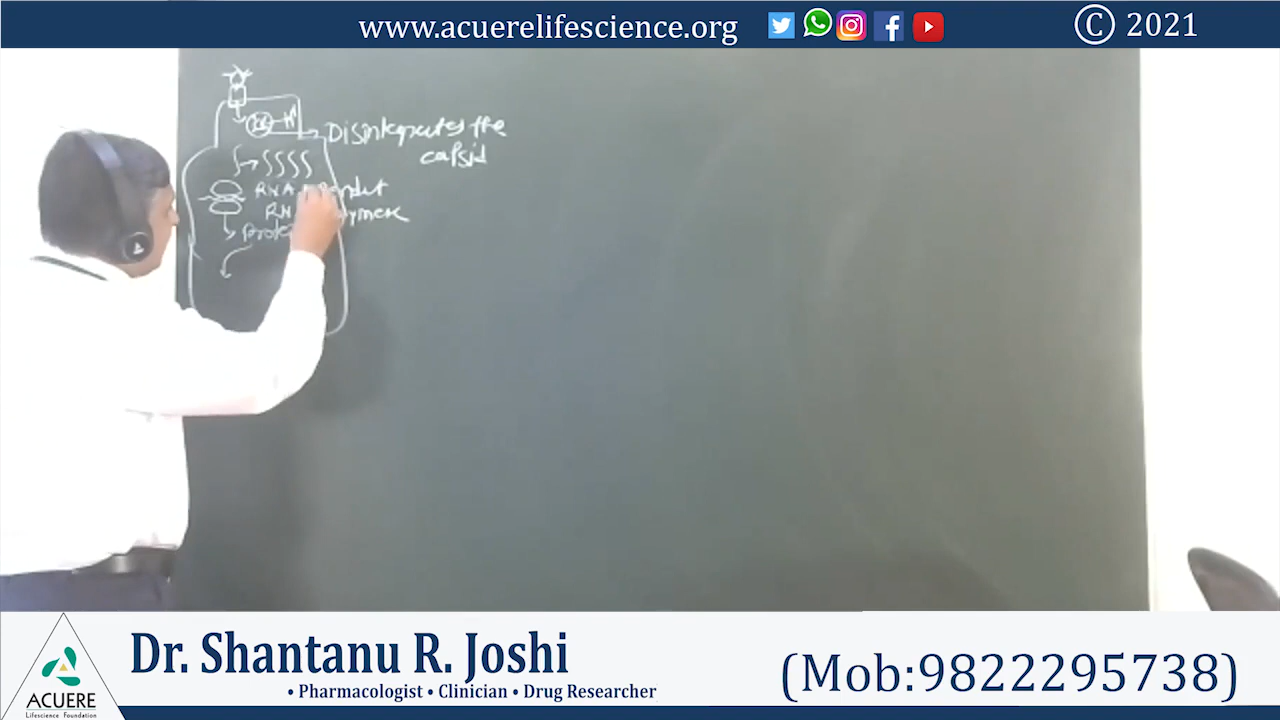 www.acuerelifescience.org
© 2021
H+
Disintegrates the
capsid
RNA
RN
Dr. Shantanu R. Joshi
• Pharmacologist • Clinician • Drug Researcher
(Mob:9822295738)
ACUERE
Lifescience Foundation